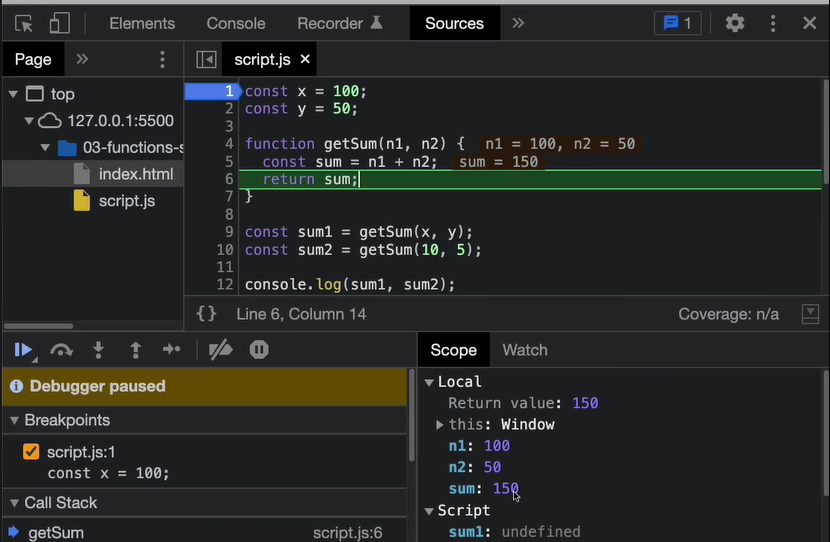 Elements Console Recorder Sources » 1
Page » script.js ×
top
127.0.0.1:5500
03-functions-s
index.html
script.js
1 const x = 100;
2 const y = 50;
3
4 function getSum(n1, n2) { n1 = 100, n2 = 50
5 const sum = n1 + n2; sum = 150
6 return sum;
7 }
8
9 const sum1 = getSum(x, y);
10 const sum2 = getSum(10, 5);
11
12 console.log(sum1, sum2);
{} Line 6, Column 14 Coverage: n/a
Debugger paused
Breakpoints
script.js:1
const x = 100;
Call Stack
getSum script.js:6
Scope Watch
Local
Return value: 150
this: Window
n1: 100
n2: 50
sum: 150
Script
sum1: undefined